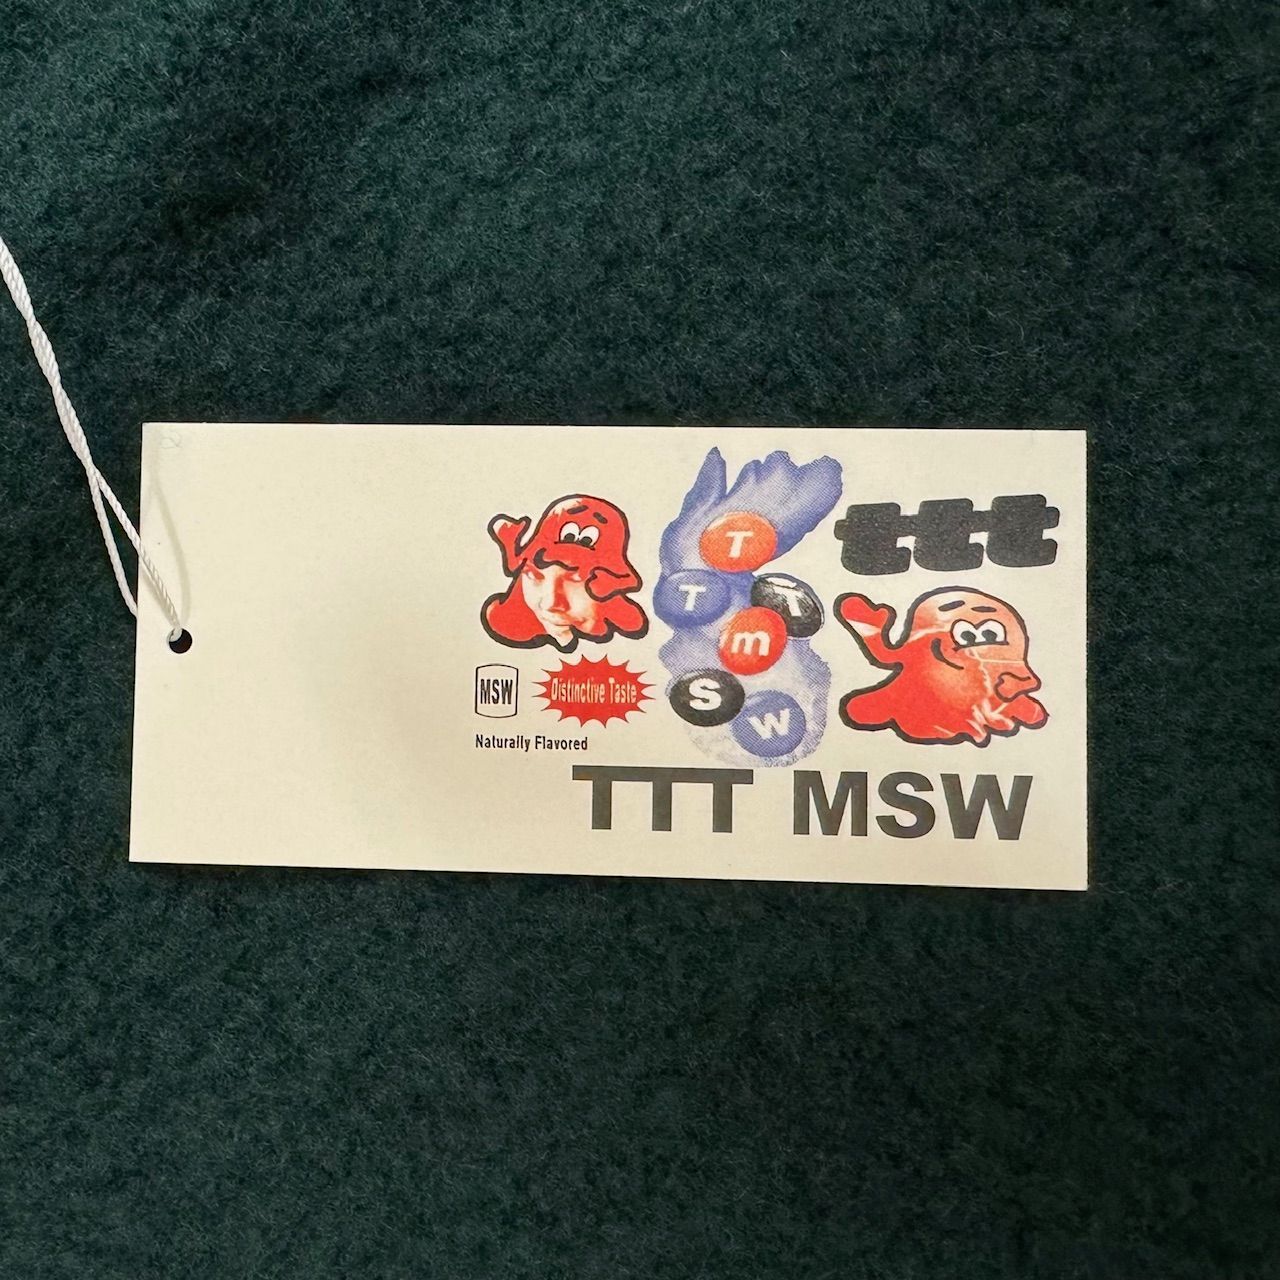 ttt
T
T T
m
S
W
MSW
Distinctive Taste
Naturally Flavored
TTT MSW